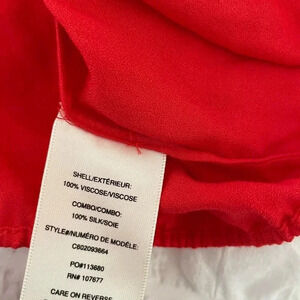 SHELL/EXTÉRIEUR:
100% VISCOSE/VISCOSE
COMBO/COMBO:
100% SILK/SOIE
STYLE#/NUMÉRO DE MODÈLE:
C602093664
PO#113680
RN# 107677
CARE ON REVERSE